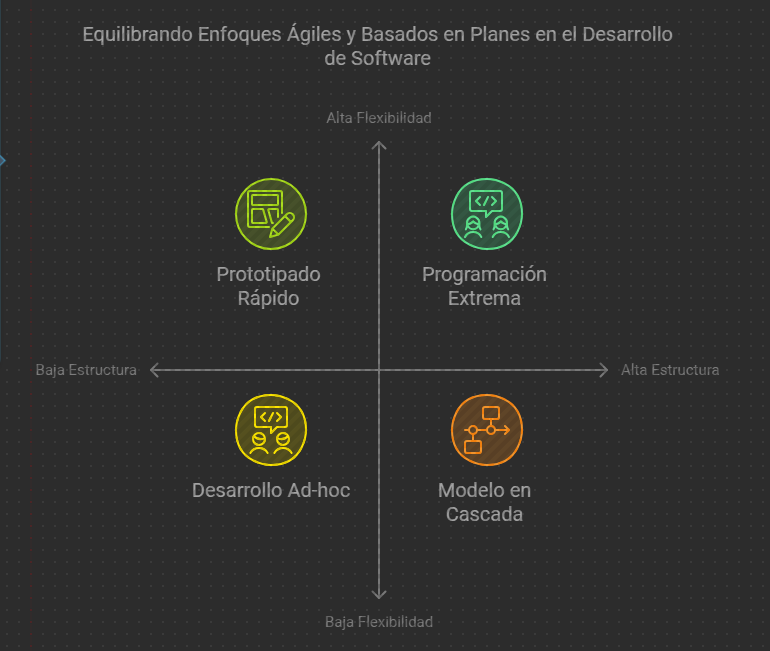 Equilibrando Enfoques Ágiles y Basados en Planes en el Desarrollo
de Software
Alta Flexibilidad
Prototipado
Rápido
Programación
Extrema
Baja Estructura
Alta Estructura
Desarrollo Ad-hoc
Modelo en
Cascada
Baja Flexibilidad